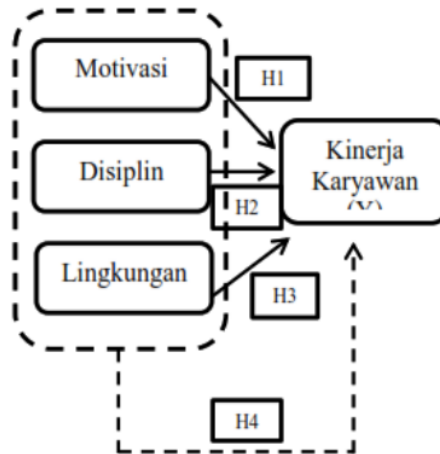 Motivasi
H1
Disiplin
H2
Kinerja
Karyawan
Lingkungan
H3
H4